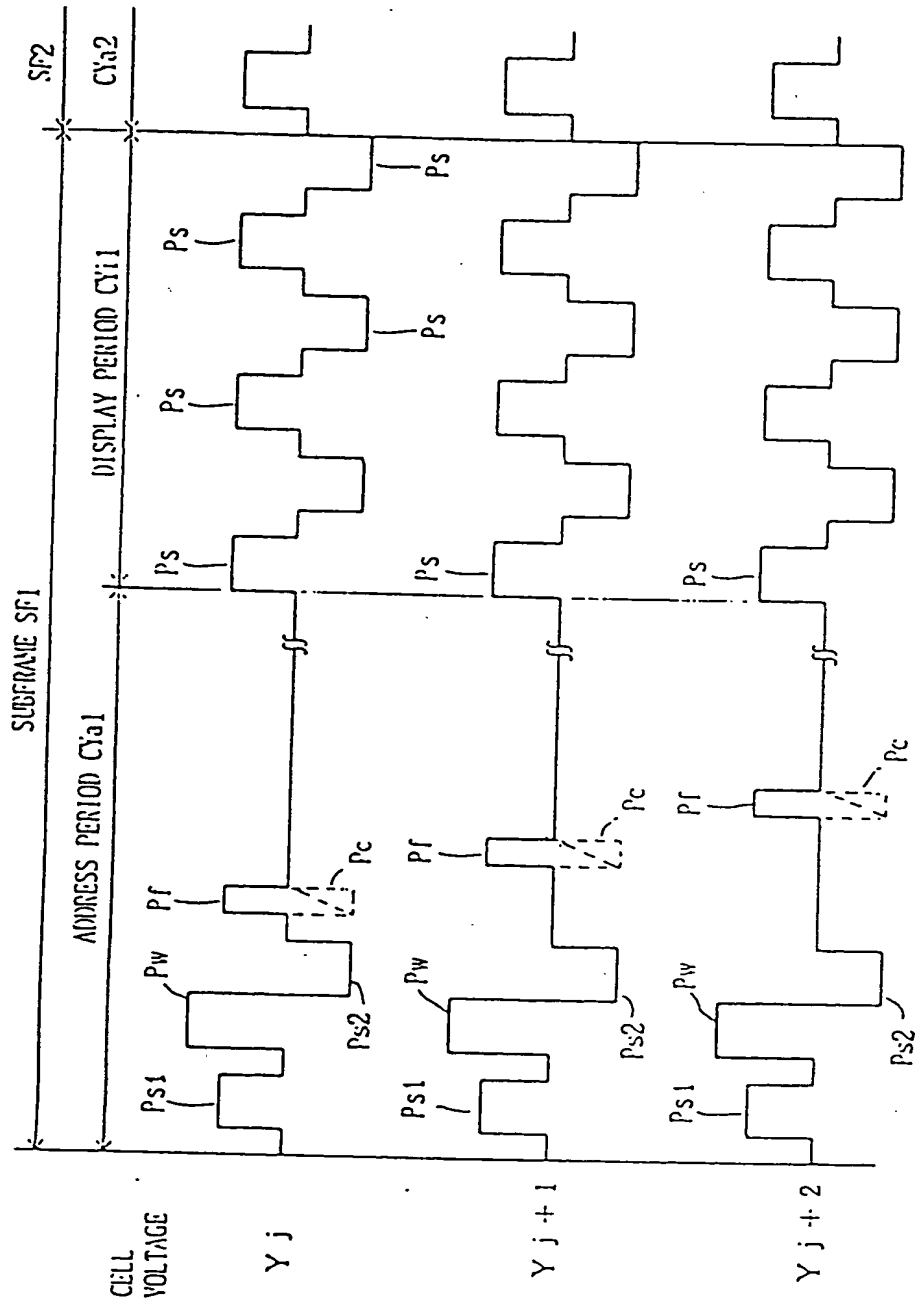 SUBFRAME SF1
SF2
ADDRESS PERIOD CYa1
DISPLAY PERIOD CYi1
CYa2
CELL
VOLTAGE
Y j
Ps1
Pw
Ps2
Pf
Pc
Ps
Ps
Ps
Ps
Ps
Y j + 1
Ps1
Pw
Ps2
Pf
Pc
Ps
Y j + 2
Ps1
Pw
Ps2
Pf
Pc
Ps